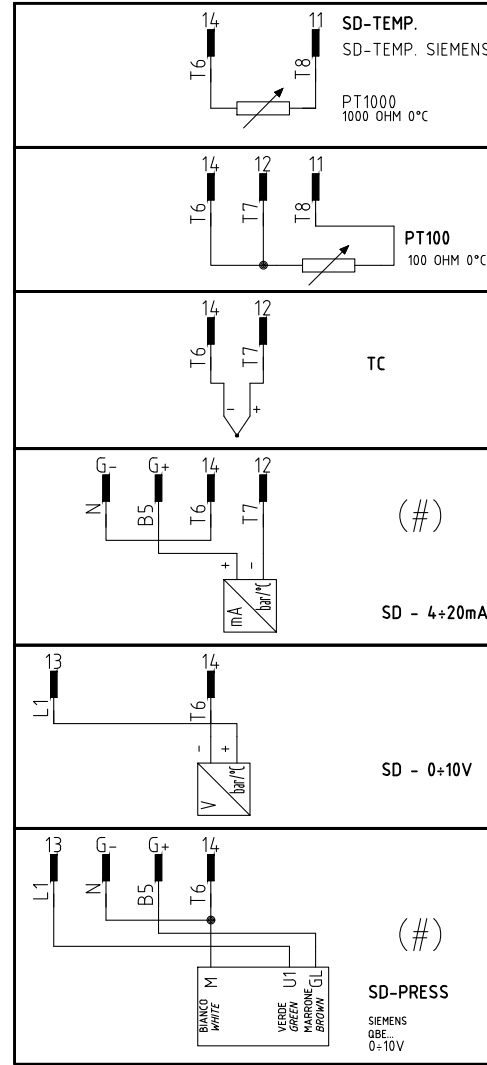 14 11 SD-TEMP.
SD-TEMP. SIEMENS
T6 T8
PT1000
1000 OHM 0°C
14 12 11
T6 T7 T8
PT100
100 OHM 0°C
14 12
T6 T7
TC
- +
G- G+ 14 12
N B5 T6 T7
(#)
+ -
mA bar/°C
SD - 4÷20mA
13 14
L1 T6
- +
V bar/°C
SD - 0÷10V
13 G- G+ 14
L1 N B5 T6
(#)
M U1 GL
BIANCO VERDE MARRONE
WHITE GREEN BROWN
SD-PRESS
SIEMENS
QBE...
0÷10V